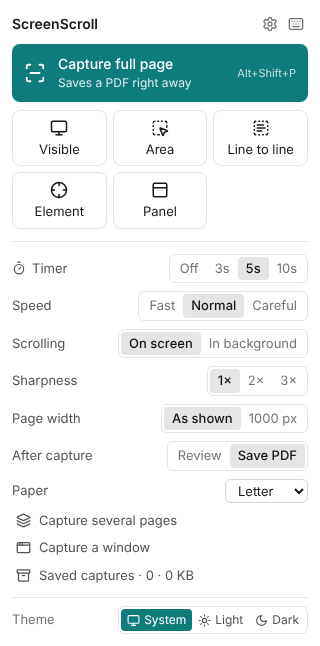 ScreenScroll
Capture full page
Saves a PDF right away
Alt+Shift+P
Visible
Area
Line to line
Element
Panel
Timer Off 3s 5s 10s
Speed Fast Normal Careful
Scrolling On screen In background
Sharpness 1× 2× 3×
Page width As shown 1000 px
After capture Review Save PDF
Paper Letter
Capture several pages
Capture a window
Saved captures · 0 · 0 KB
Theme System Light Dark